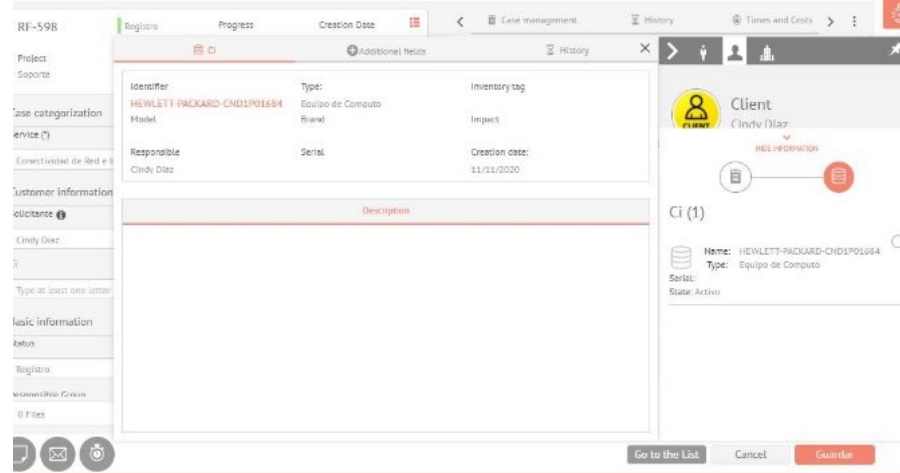 RF-598
Registro
Progress
Creation Date
Case management
History
Times and Costs
Project
Soporte
CI
Additional fields
History
Identifier
HEWLETT-PACKARD-CND1P01684
Type:
Equipo de Computo
Inventory tag
Model
Brand
Impact
Responsible
Cindy Diaz
Serial
Creation date:
11/11/2020
Description
Case categorization
Service (*)
Conectividad de Red e
Customer information
Solicitante
Cindy Diaz
Type at least one letter
Basic information
Status
Registro
Responsible Group
0 Files
CLIENT
Client
Cindy Diaz
HIDE INFORMATION
Ci (1)
Name: HEWLETT-PACKARD-CND1P01684
Type: Equipo de Computo
Serial:
State: Activo
Go to the List
Cancel
Guardar